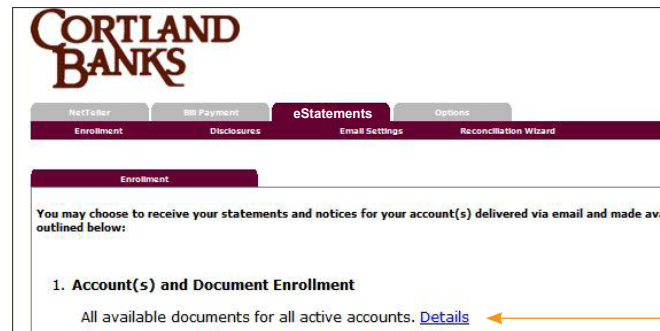 CORTLAND
BANKS
NetTeller Bill Payment eStatements Options
Enrollment Disclosures Email Settings Reconciliation Wizard
Enrollment
You may choose to receive your statements and notices for your account(s) delivered via email and made av
outlined below:
1. Account(s) and Document Enrollment
All available documents for all active accounts. Details